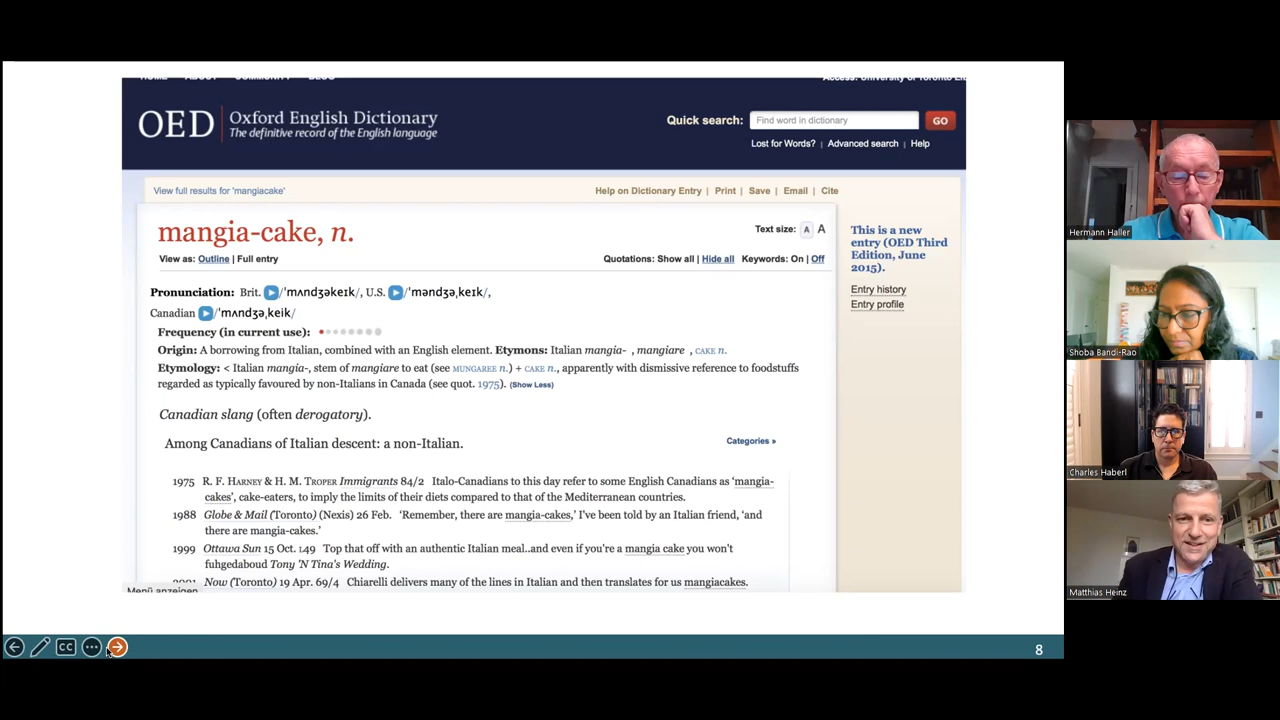 HOME ABOUT COMMUNITY BLOG
Access: University of Toronto Lib
OED Oxford English Dictionary
The definitive record of the English language
Quick search: Find word in dictionary GO
Lost for Words? | Advanced search | Help
View full results for 'mangiacake'
Help on Dictionary Entry | Print | Save | Email | Cite
mangia-cake, n.
Text size: A A
View as: Outline | Full entry
Quotations: Show all | Hide all Keywords: On | Off
Pronunciation: Brit. /ˈmʌndʒəkeɪk/, U.S. /ˈməndʒəˌkeɪk/,
Canadian /ˈmʌndʒəˌkeik/
Frequency (in current use):
Origin: A borrowing from Italian, combined with an English element. Etymons: Italian mangia- , mangiare , CAKE n.
Etymology: < Italian mangia-, stem of mangiare to eat (see MUNGAREE n.) + CAKE n., apparently with dismissive reference to foodstuffs
regarded as typically favoured by non-Italians in Canada (see quot. 1975). (Show Less)
Canadian slang (often derogatory).
Among Canadians of Italian descent: a non-Italian.
Categories »
1975 R. F. HARNEY & H. M. TROPER Immigrants 84/2 Italo-Canadians to this day refer to some English Canadians as 'mangia-
cakes', cake-eaters, to imply the limits of their diets compared to that of the Mediterranean countries.
1988 Globe & Mail (Toronto) (Nexis) 26 Feb. 'Remember, there are mangia-cakes,' I've been told by an Italian friend, 'and
there are mangia-cakes.'
1999 Ottawa Sun 15 Oct. 149 Top that off with an authentic Italian meal..and even if you're a mangia cake you won't
fuhgedaboud Tony 'N Tina's Wedding.
2001 Now (Toronto) 19 Apr. 69/4 Chiarelli delivers many of the lines in Italian and then translates for us mangiacakes.
This is a new
entry (OED Third
Edition, June
2015).
Entry history
Entry profile
Menü anzeigen
CC
8
Hermann Haller
Shoba Bandi-Rao
Charles Häberl
Matthias Heinz